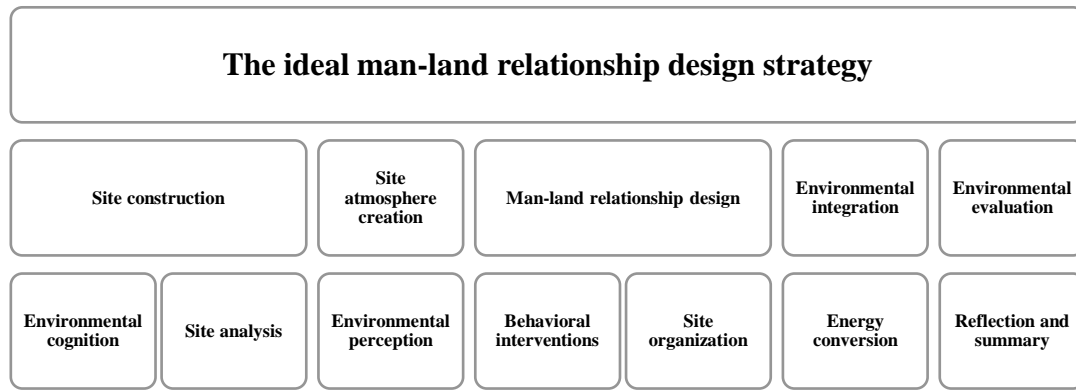 The ideal man-land relationship design strategy
Site construction
Site
atmosphere
creation
Man-land relationship design
Environmental
integration
Environmental
evaluation
Environmental
cognition
Site analysis
Environmental
perception
Behavioral
interventions
Site
organization
Energy
conversion
Reflection and
summary